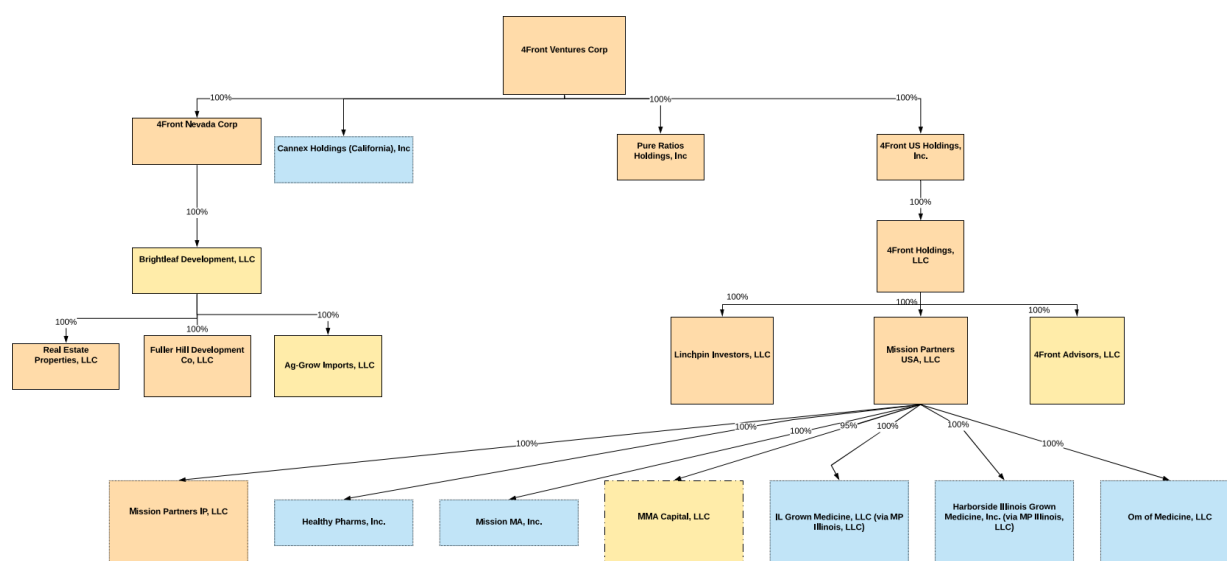 4Front Ventures Corp
100%
100%
100%
4Front Nevada Corp
Cannex Holdings (California), Inc
Pure Ratios
Holdings, Inc
4Front US Holdings,
Inc.
100%
100%
Brightleaf Development, LLC
4Front Holdings,
LLC
100%
100%
100%
100%
100%
100%
Real Estate
Properties, LLC
Fuller Hill Development
Co, LLC
Ag-Grow Imports, LLC
Linchpin Investors, LLC
Mission Partners
USA, LLC
4Front Advisors, LLC
100%
100%
100%
95%
100%
100%
100%
Mission Partners IP, LLC
Healthy Pharms, Inc.
Mission MA, Inc.
MMA Capital, LLC
IL Grown Medicine, LLC (via MP
Illinois, LLC)
Harborside Illinois Grown
Medicine, Inc. (via MP Illinois,
LLC)
Om of Medicine, LLC